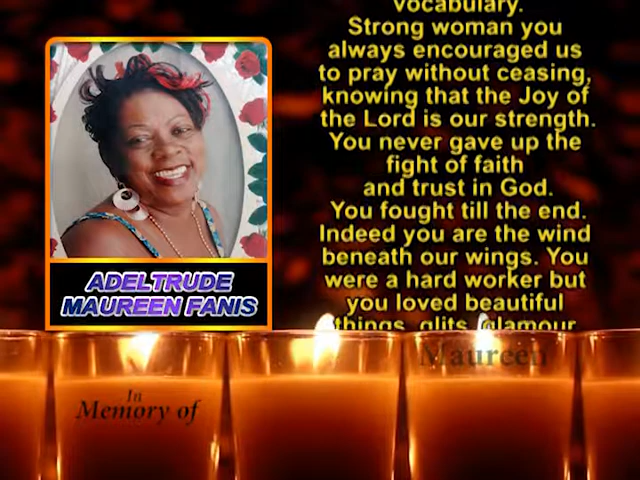 vocabulary.
Strong woman you
always encouraged us
to pray without ceasing,
knowing that the Joy of
the Lord is our strength.
You never gave up the
fight of faith
and trust in God.
You fought till the end.
Indeed you are the wind
beneath our wings. You
were a hard worker but
you loved beautiful
things, glits, glamour
ADELTRUDE
MAUREEN FANIS
Maureen
In
Memory of